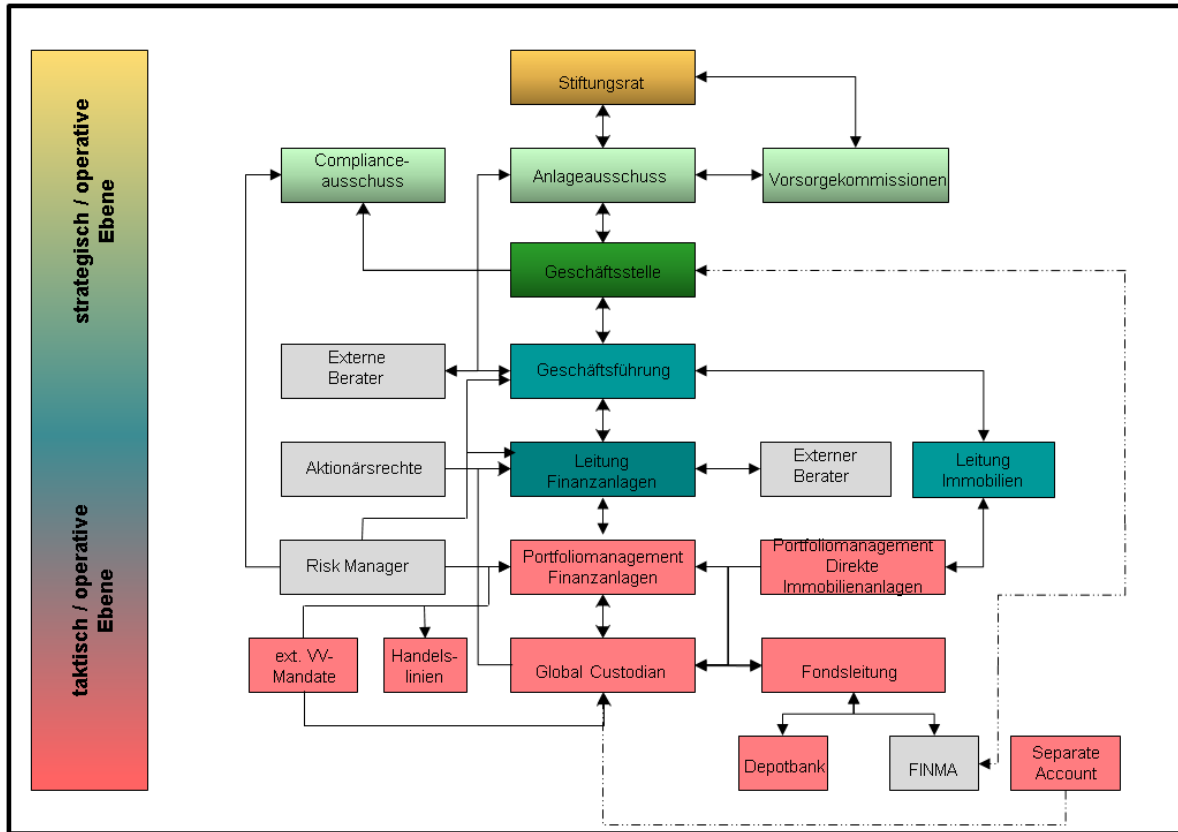 strategisch / operative
Ebene
taktisch / operative
Ebene
Stiftungsrat
Compliance-
ausschuss
Anlageausschuss
Vorsorgekommissionen
Geschäftsstelle
Externe
Berater
Geschäftsführung
Aktionärsrechte
Leitung
Finanzanlagen
Externer
Berater
Leitung
Immobilien
Risk Manager
Portfoliomanagement
Finanzanlagen
Portfoliomanagement
Direkte
Immobilienanlagen
ext. VV-
Mandate
Handels-
linien
Global Custodian
Fondsleitung
Depotbank
FINMA
Separate
Account